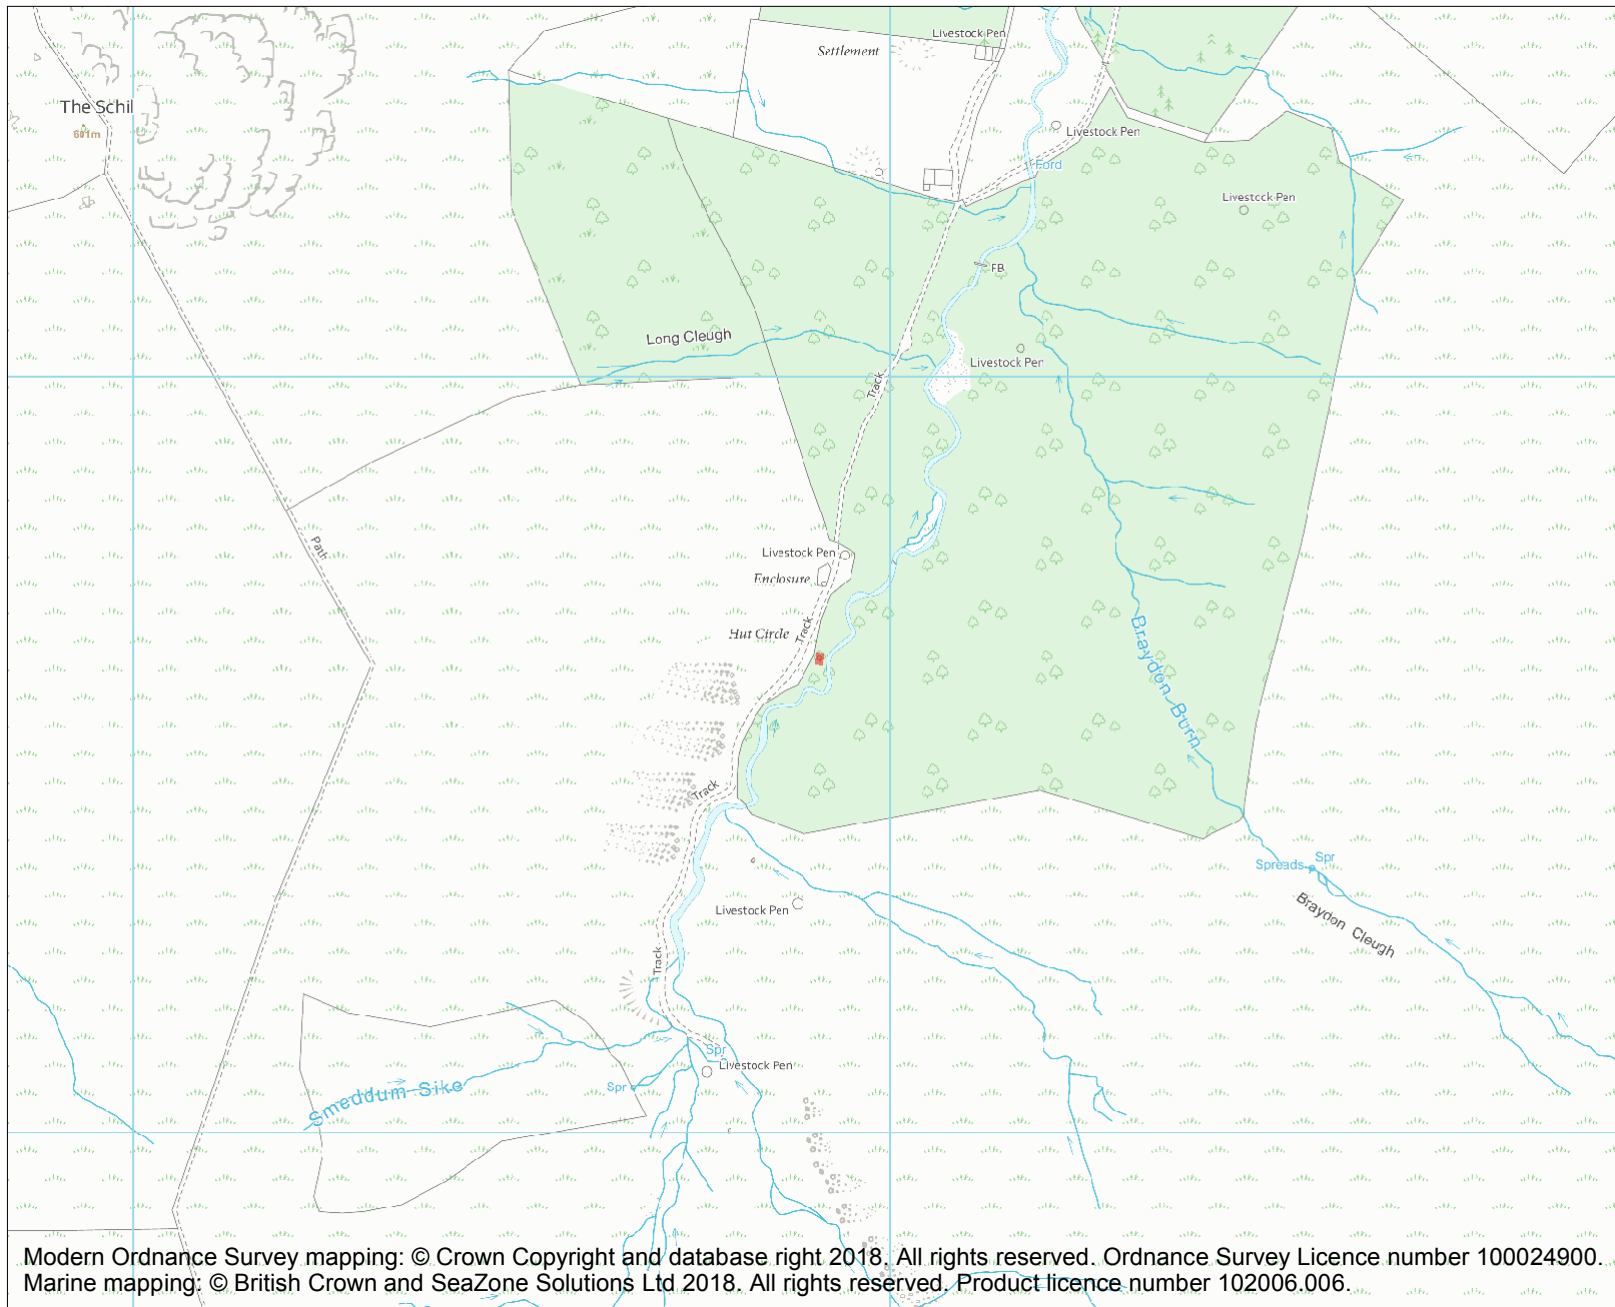 Livestock Pen
Settlement
The Schil
601m
Livestock Pen
Ford
Livestock Pen
FB
Long Cleugh
Livestock Pen
Track
Path
Livestock Pen
Enclosure
Hut Circle
Track
Braydon Burn
Track
Spr
Spreads
Braydon Cleugh
Livestock Pen
Track
Spr
Livestock Pen
Spr
Smeddum Sike
Modern Ordnance Survey mapping: © Crown Copyright and database right 2018. All rights reserved. Ordnance Survey Licence number 100024900.
Marine mapping: © British Crown and SeaZone Solutions Ltd 2018. All rights reserved. Product licence number 102006.006.